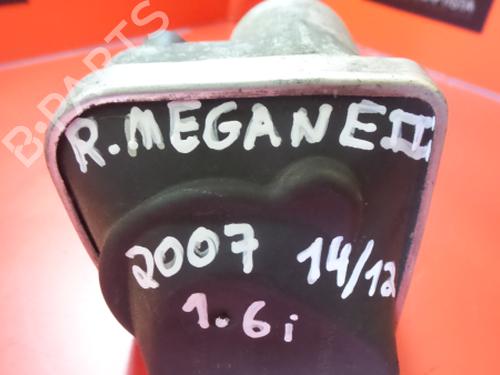 B-PARTS
R. MEGANE II
2007 14/12
1.6i